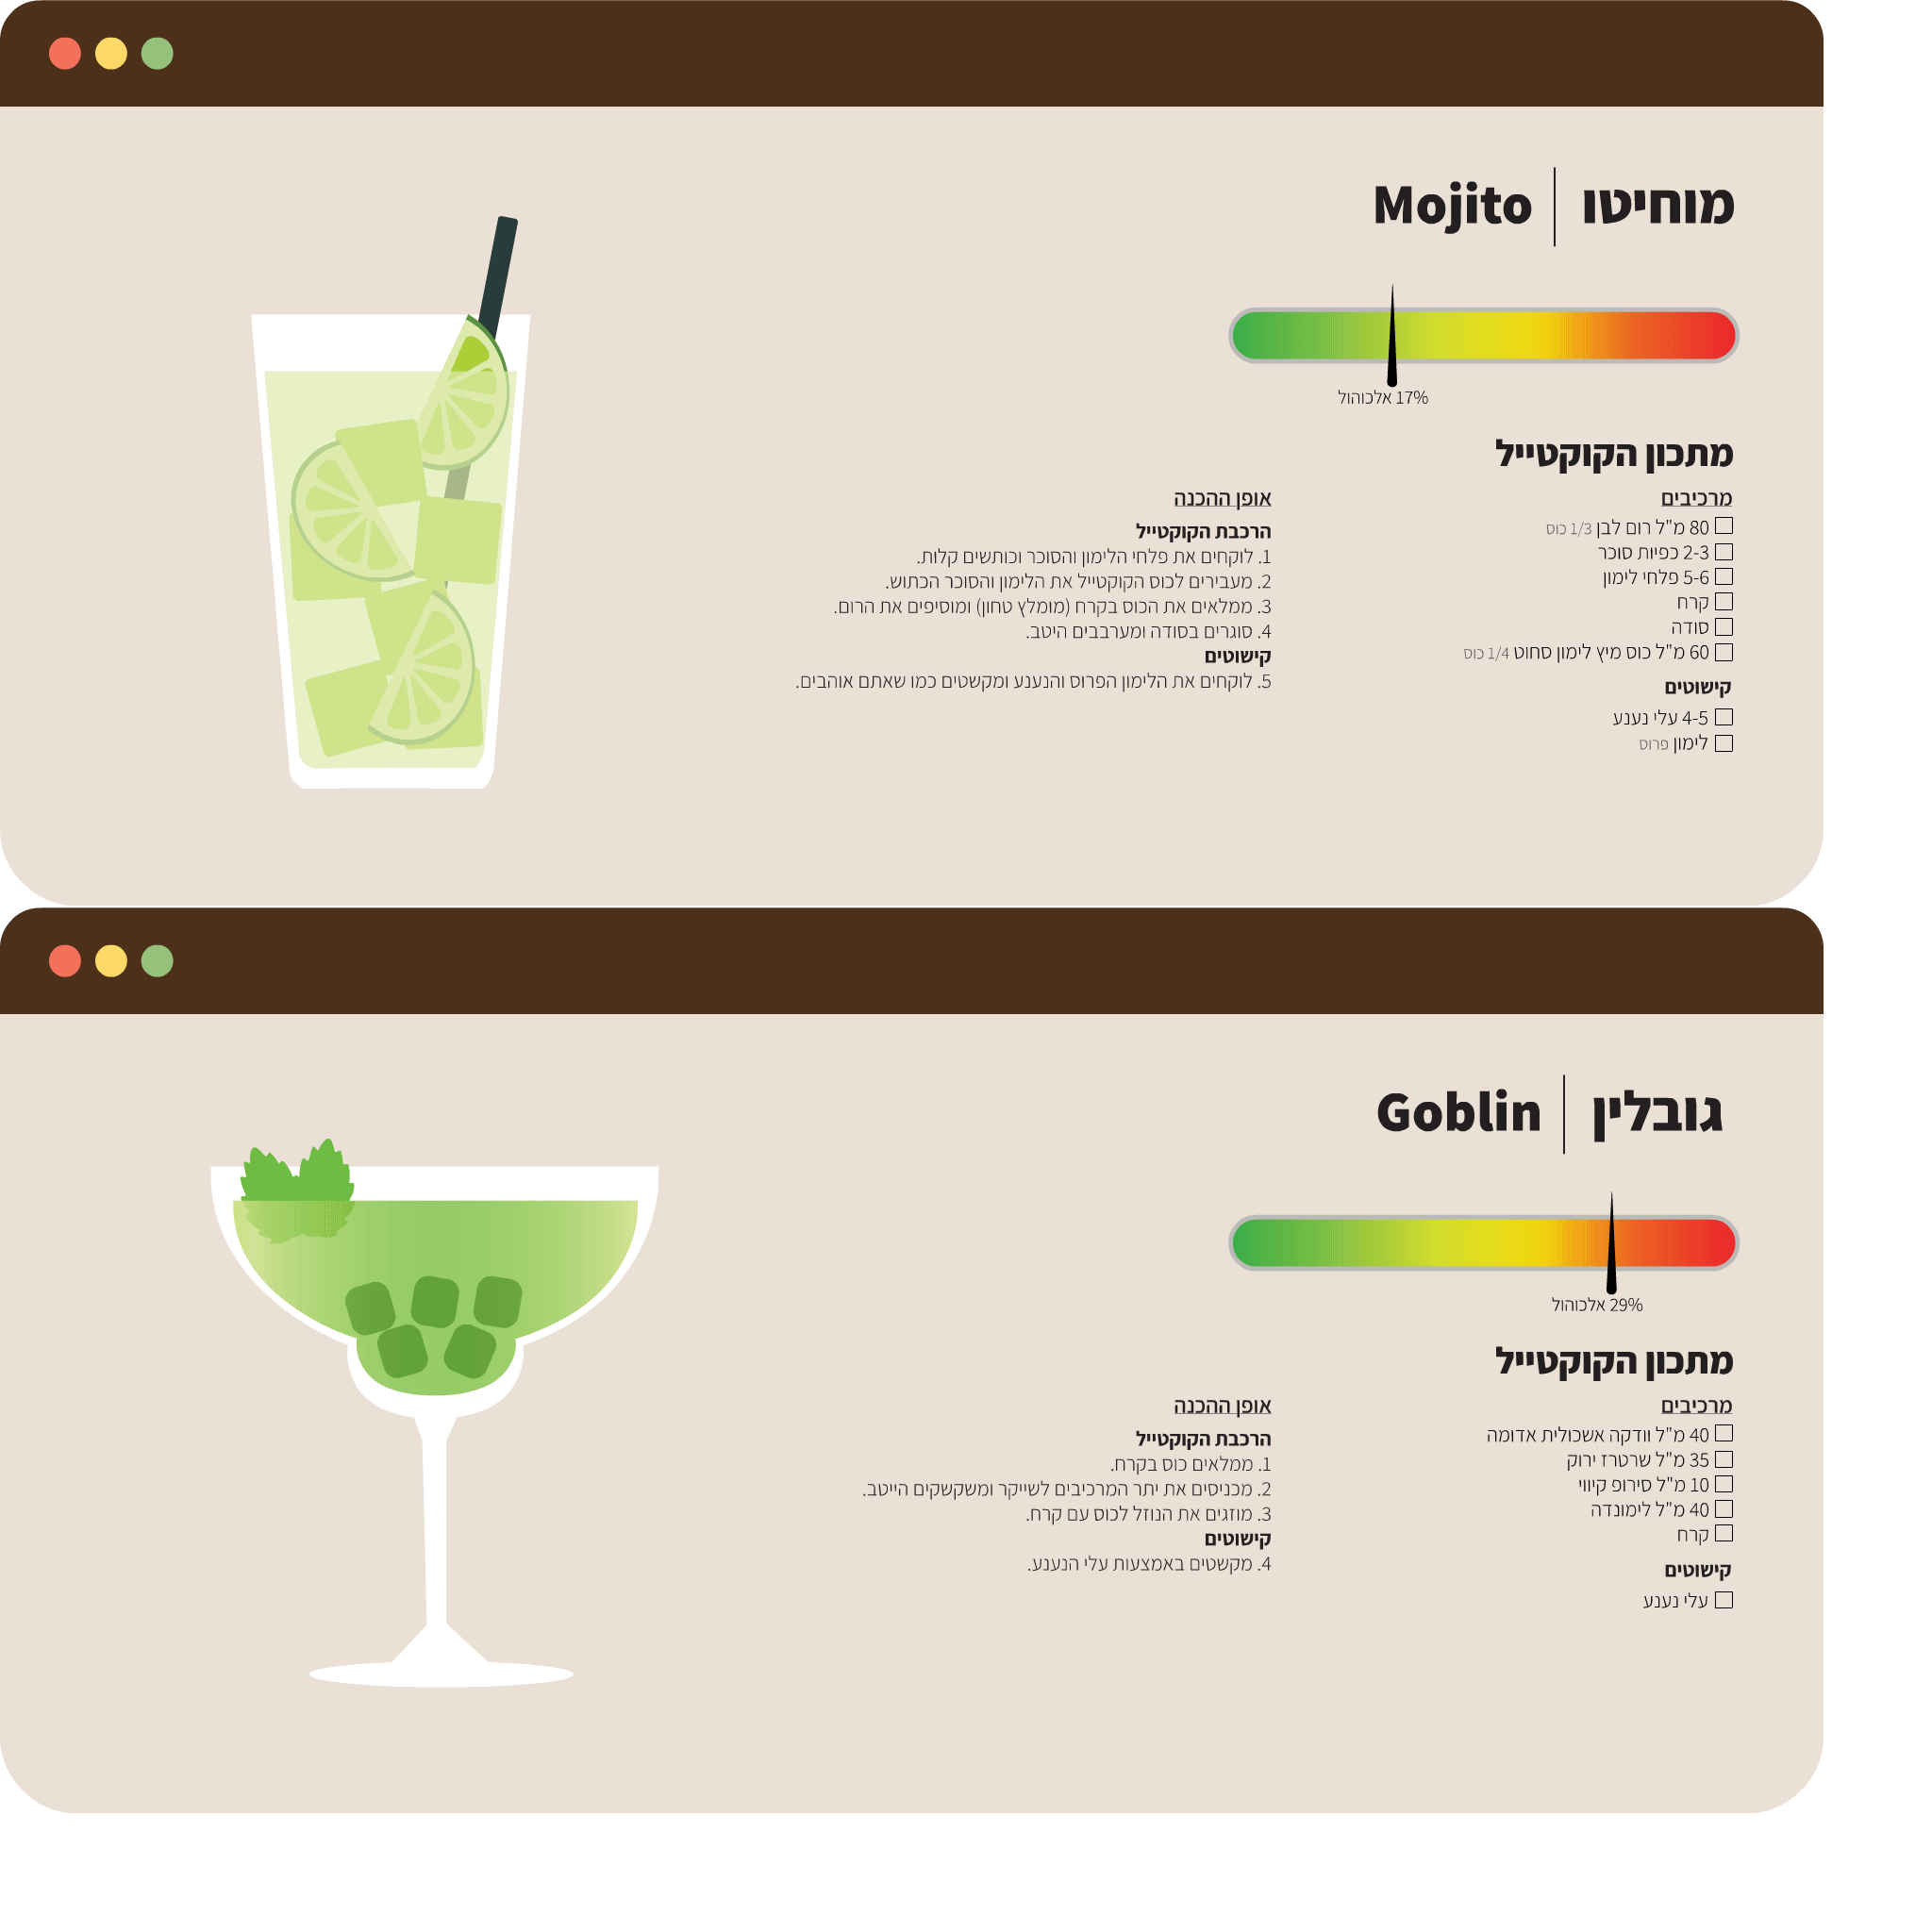 מוחיטו | Mojito
17% אלכוהול
מתכון הקוקטייל
מרכיבים
80 מ"ל רום לבן 1/3 כוס
2-3 כפיות סוכר
5-6 פלחי לימון
קרח
סודה
60 מ"ל כוס מיץ לימון סחוט 1/4 כוס
קישוטים
4-5 עלי נענע
לימון פרוס
אופן ההכנה
הרכבת הקוקטייל
1. לוקחים את פלחי הלימון והסוכר וכותשים קלות.
2. מעבירים לכוס הקוקטייל את הלימון והסוכר הכתוש.
3. ממלאים את הכוס בקרח (מומלץ טחון) ומוסיפים את הרום.
4. סוגרים בסודה ומערבבים היטב.
קישוטים
5. לוקחים את הלימון הפרוס והנענע ומקשטים כמו שאתם אוהבים.
גובלין | Goblin
29% אלכוהול
מתכון הקוקטייל
מרכיבים
40 מ"ל וודקה אשכולית אדומה
35 מ"ל שרטרז ירוק
10 מ"ל סירופ קיווי
40 מ"ל לימונדה
קרח
קישוטים
עלי נענע
אופן ההכנה
הרכבת הקוקטייל
1. ממלאים כוס בקרח.
2. מכניסים את יתר המרכיבים לשייקר ומשקשקים הייטב.
3. מוזגים את הנוזל לכוס עם קרח.
קישוטים
4. מקשטים באמצעות עלי הנענע.